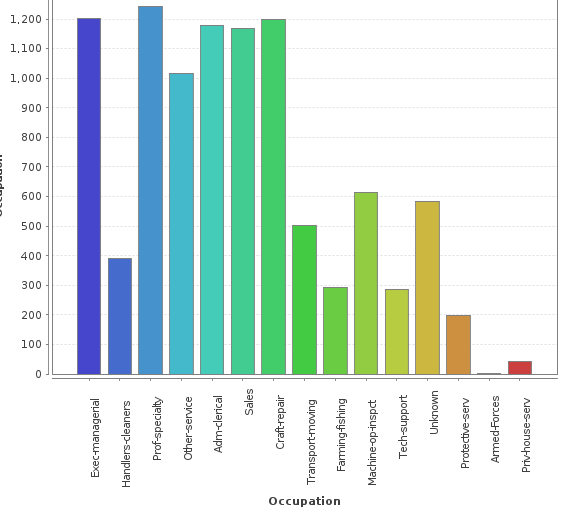 1,200
1,100
1,000
900
800
700
600
500
400
300
200
100
0
Exec-managerial
Handlers-cleaners
Prof-specialty
Other-service
Adm-clerical
Sales
Craft-repair
Transport-moving
Farming-fishing
Machine-op-inspct
Tech-support
Unknown
Protective-serv
Armed-Forces
Priv-house-serv
Occupation